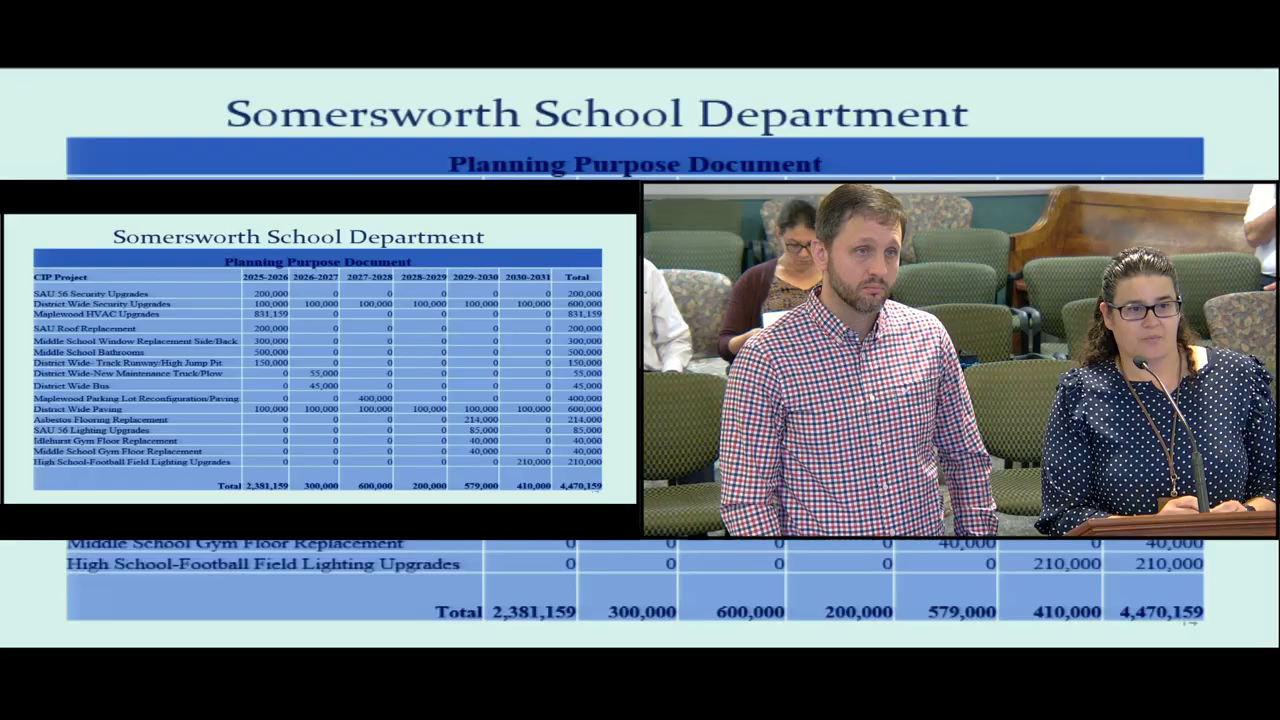 Somersworth School Department
Planning Purpose Document
Somersworth School Department
Planning Purpose Document
CIP Project 2025-2026 2026-2027 2027-2028 2028-2029 2029-2030 2030-2031 Total
SAU 56 Security Upgrades 200,000 0 0 0 0 0 200,000
District Wide Security Upgrades 100,000 100,000 100,000 100,000 100,000 100,000 600,000
Maplewood HVAC Upgrades 831,159 0 0 0 0 0 831,159
SAU Roof Replacement 200,000 0 0 0 0 0 200,000
Middle School Window Replacement Side/Back 300,000 0 0 0 0 0 300,000
Middle School Bathrooms 500,000 0 0 0 0 0 500,000
District Wide- Track Runway/High Jump Pit 150,000 0 0 0 0 0 150,000
District Wide-New Maintenance Truck/Plow 0 55,000 0 0 0 0 55,000
District Wide Bus 0 45,000 0 0 0 0 45,000
Maplewood Parking Lot Reconfiguration/Paving 0 0 400,000 0 0 0 400,000
District Wide Paving 100,000 100,000 100,000 100,000 100,000 100,000 600,000
Asbestos Flooring Replacement 0 0 0 0 214,000 0 214,000
SAU 56 Lighting Upgrades 0 0 0 0 85,000 0 85,000
Idlehurst Gym Floor Replacement 0 0 0 0 40,000 0 40,000
Middle School Gym Floor Replacement 0 0 0 0 40,000 0 40,000
High School-Football Field Lighting Upgrades 0 0 0 0 0 210,000 210,000
Total 2,381,159 300,000 600,000 200,000 579,000 410,000 4,470,159
Middle School Gym Floor Replacement 0 0 0 0 40,000 0 40,000
High School-Football Field Lighting Upgrades 0 0 0 0 0 210,000 210,000
Total 2,381,159 300,000 600,000 200,000 579,000 410,000 4,470,159